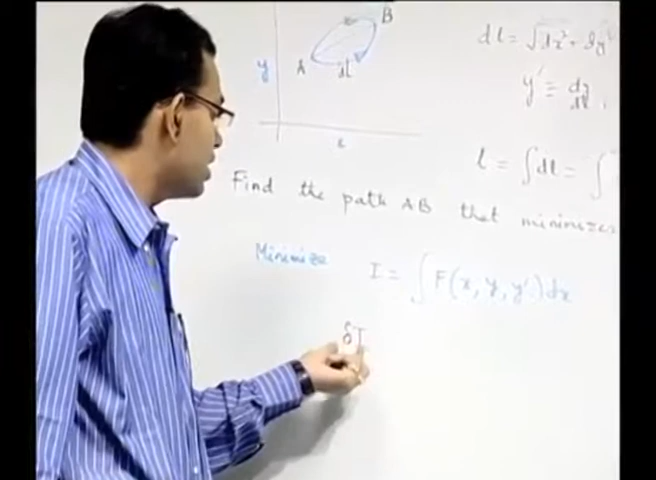 B
y
A
dl
x
dl = √dx² + dy²
y' = dy/dx ,
l = ∫dl = ∫
Find the path AB that minimizes
Minimize I = ∫ F(x, y, y') dx
δI